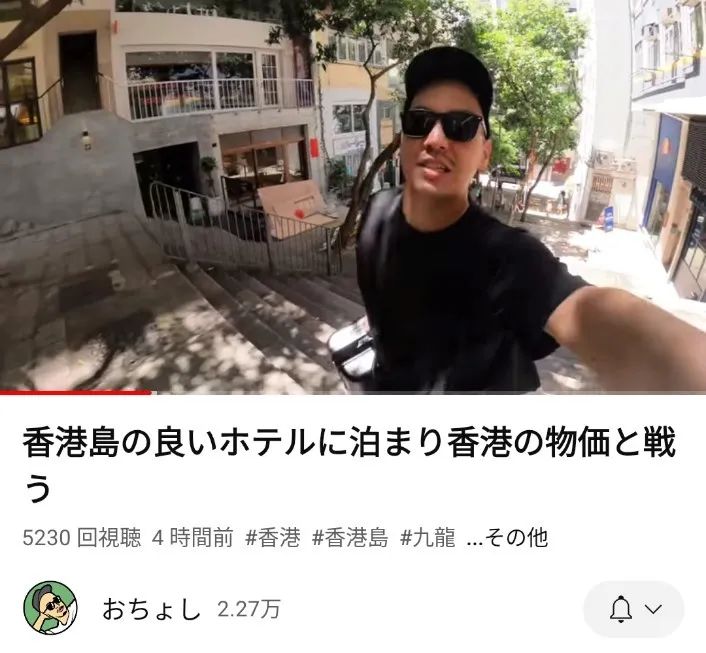 香港島の良いホテルに泊まり香港の物価と戦
う
5230 回視聴 4 時間前 #香港 #香港島 #九龍 ...その他
おちょし 2.27万